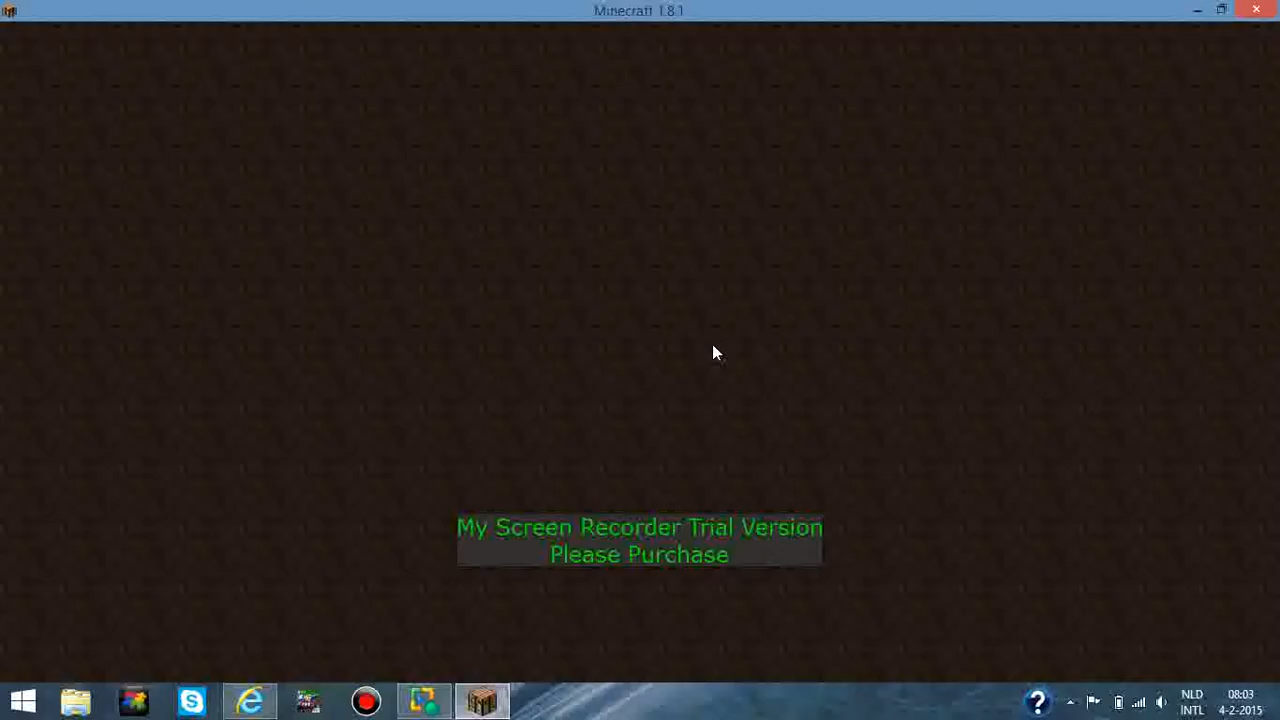 Minecraft 1.8.1
My Screen Recorder Trial Version
Please Purchase
NLD
INTL
08:03
4-2-2015